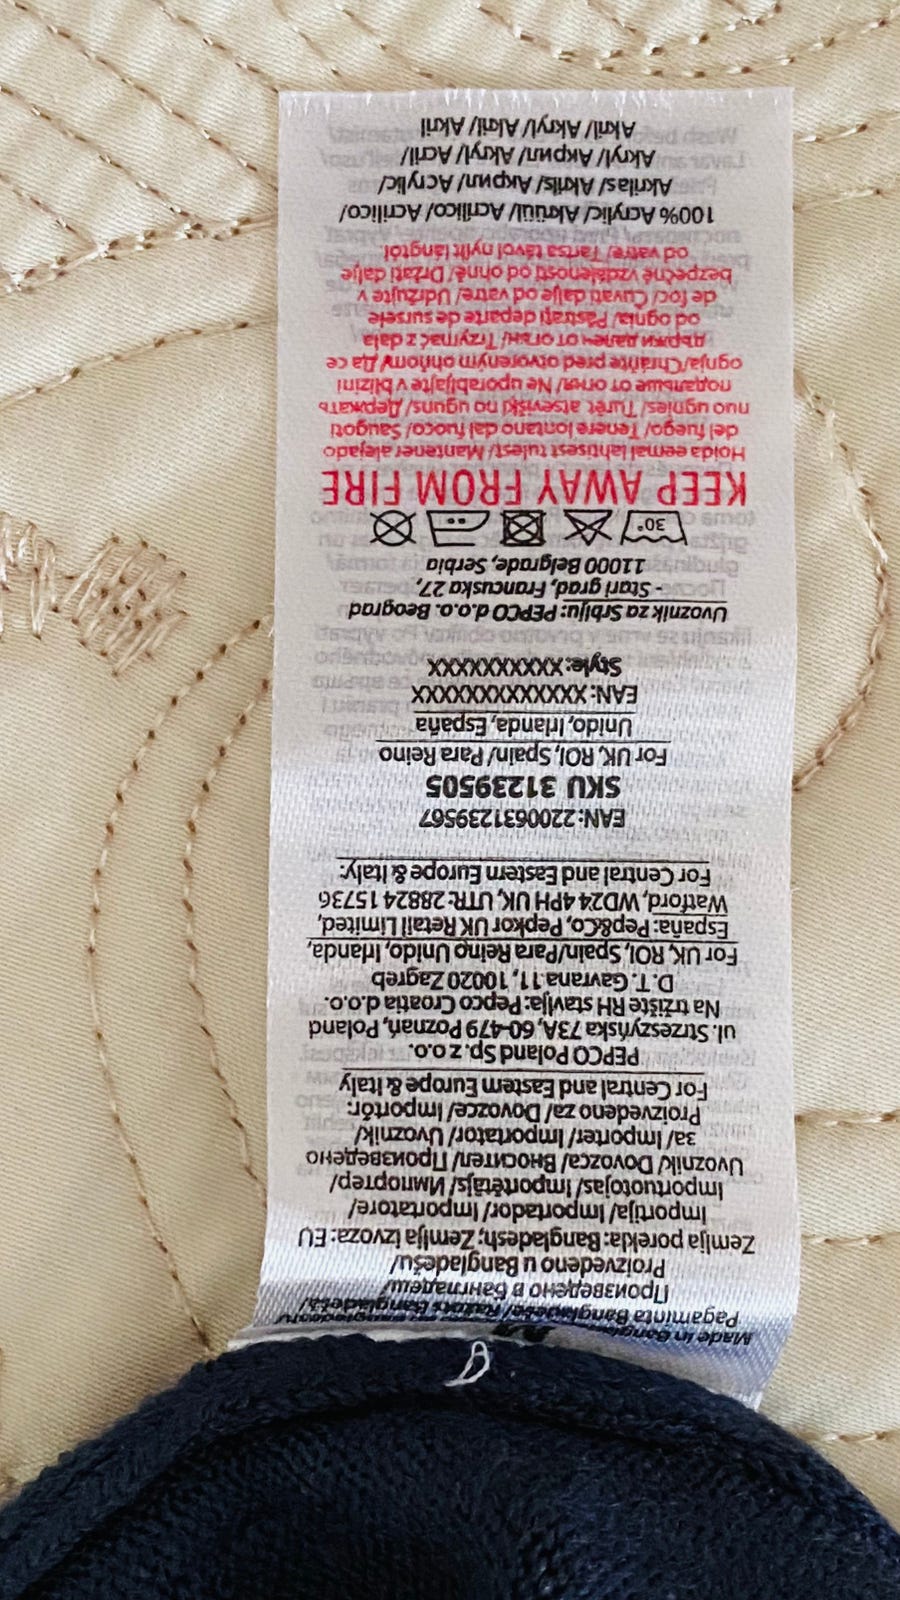 Made in Bangladesh/
Pagaminta Bangladeše/ Ražots Bangladešā/
Произведено в Бангладеш/
Proizvedeno u Bangladešu/
Zemlja porekla: Bangladesh; Zemlja izvoza: EU
Importija/ Importador/ Importatore/
Importuotojas/ Importētājs/ Импортер/
Uvoznik/ Dovozca/ Вносител/ Произведено
за/ Importer/ Importator/ Uvoznik/
Proizvedeno za/ Dovozce/ Importőr:
For Central and Eastern Europe & Italy
PEPCO Poland Sp. z o.o.
ul. Strzeszyńska 73A, 60-479 Poznań, Poland
Na tržište RH stavlja: Pepco Croatia d.o.o.
D. T. Gavrana 11, 10020 Zagreb
For UK, ROI, Spain/Para Reino Unido, Irlanda,
España: Pep&Co, Pepkor UK Retail Limited,
Watford, WD24 4PH UK, UTR: 28824 15736
For Central and Eastern Europe & Italy:
EAN: 2200631239567
SKU 31239505
For UK, ROI, Spain/ Para Reino
Unido, Irlanda, España
EAN: XXXXXXXXXXXXX
Style: XXXXXXXXXX
Uvoznik za Srbiju: PEPCO d.o.o. Beograd
- Stari grad, Francuska 27,
11000 Belgrade, Serbia
30°
KEEP AWAY FROM FIRE
Hoida eemal lahtisest tulest/ Mantener alejado
del fuego/ Tenere lontano dal fuoco/ Saugoti
nuo ugnies/ Turēt atsevišķi no uguns/ Держать
подальше от огня/ Ne uporabljajte v bližini
ognja/Chráňte pred otvoreným ohňom/ Да се
държи далеч от огън/ Trzymać z dala
od ognia/ Păstrați departe de sursele
de foc/ Čuvati dalje od vatre/ Udržujte v
bezpečné vzdálenosti od ohně/ Držati dalje
od vatre/ Tartsa távol nyílt lángtól.
100% Acrylic/ Akrüül/ Acrílico/ Acrilico/
Akrilas/ Akrils/ Акрил/ Acrylic/
Akryl/ Акрил/ Akryl/ Acril/
Akril/ Akryl/ Akril/ Akril